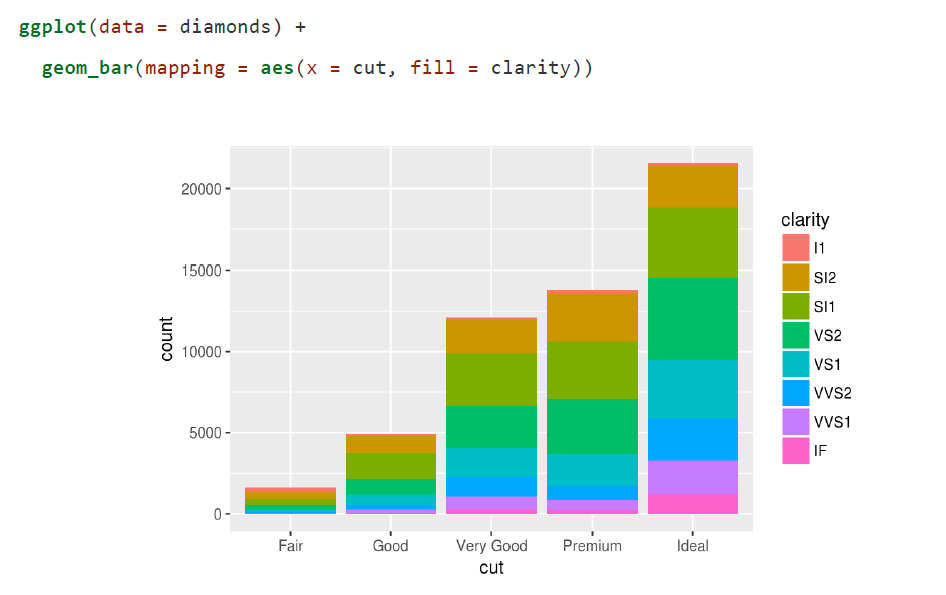 ggplot(data = diamonds) +
geom_bar(mapping = aes(x = cut, fill = clarity))
20000
15000
10000
5000
0
count
Fair Good Very Good Premium Ideal
cut
clarity
I1
SI2
SI1
VS2
VS1
VVS2
VVS1
IF